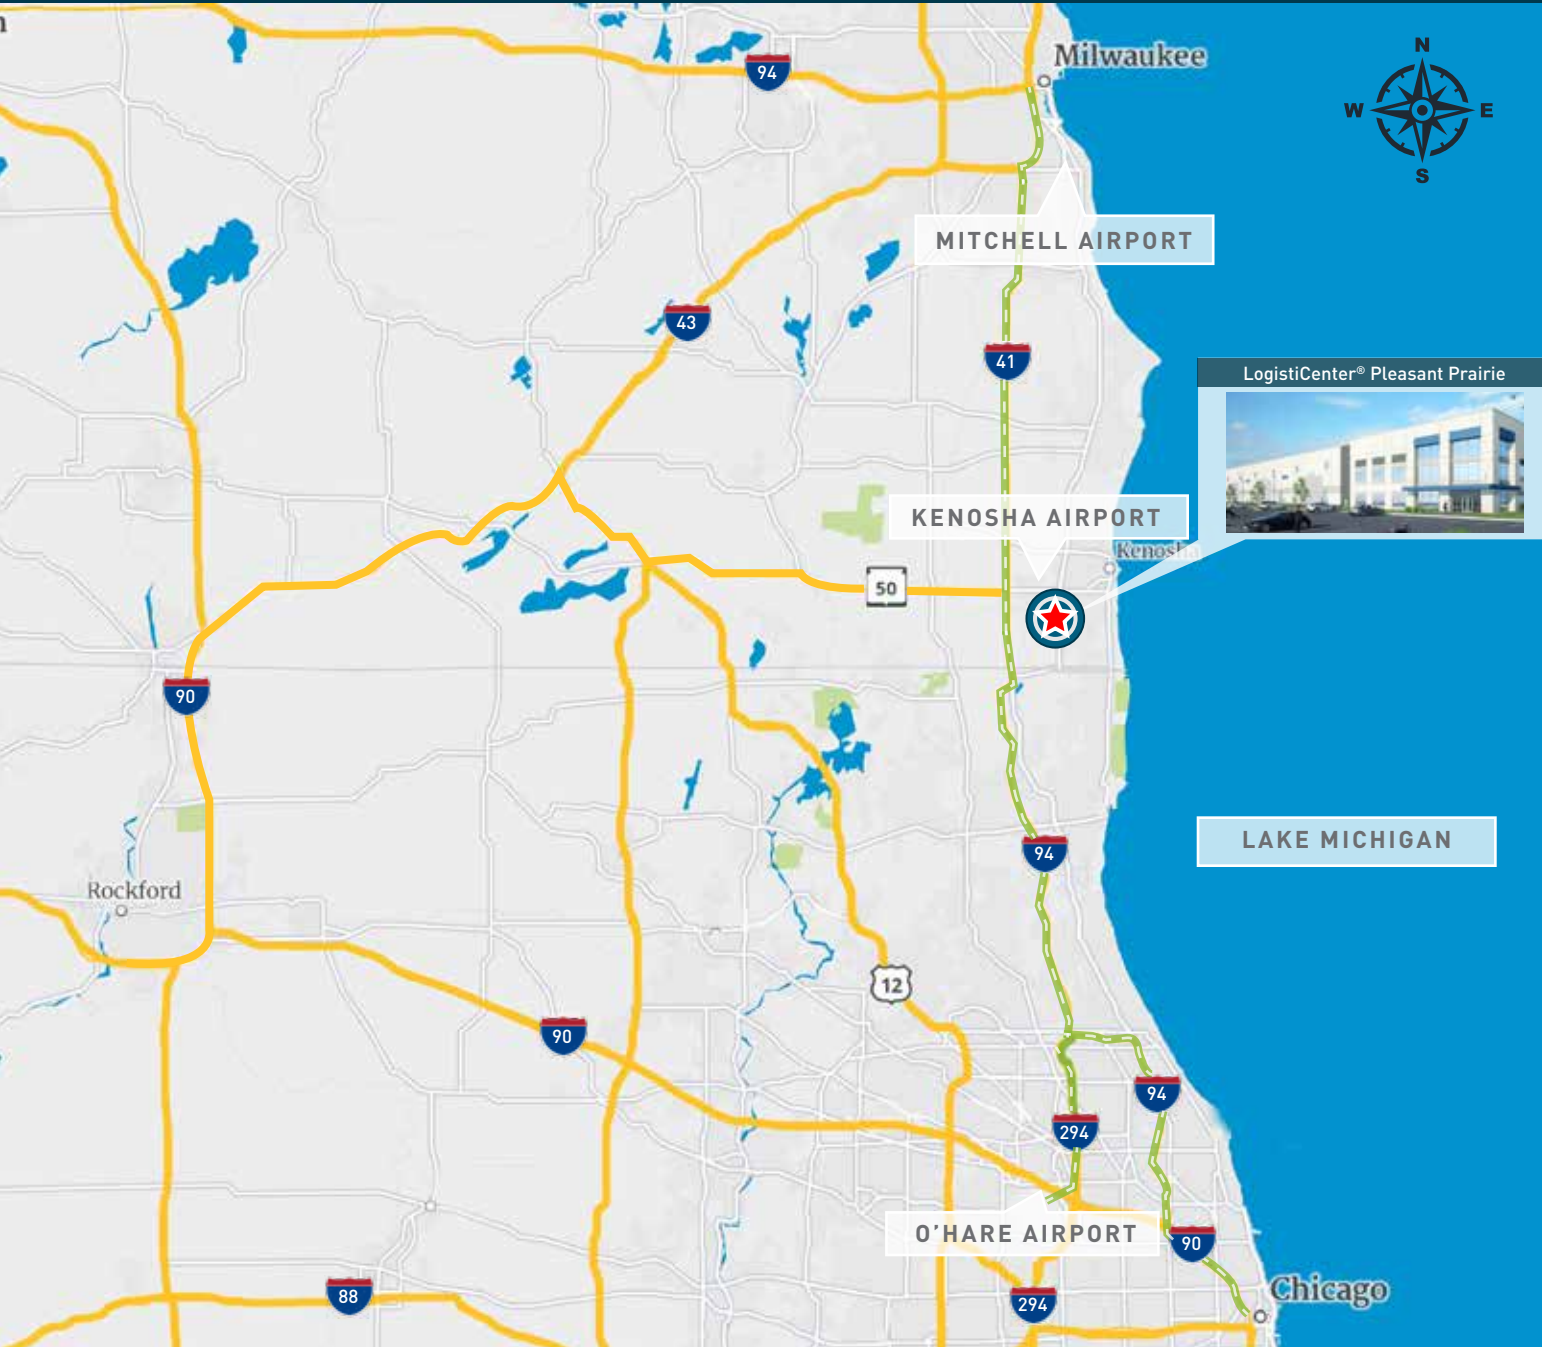 N
Milwaukee
94
W
E
S
MITCHELL AIRPORT
43
41
LogistiCenter® Pleasant Prairie
KENOSHA AIRPORT
Kenosha
50
90
94
LAKE MICHIGAN
Rockford
12
90
94
294
O'HARE AIRPORT
90
88
294
Chicago